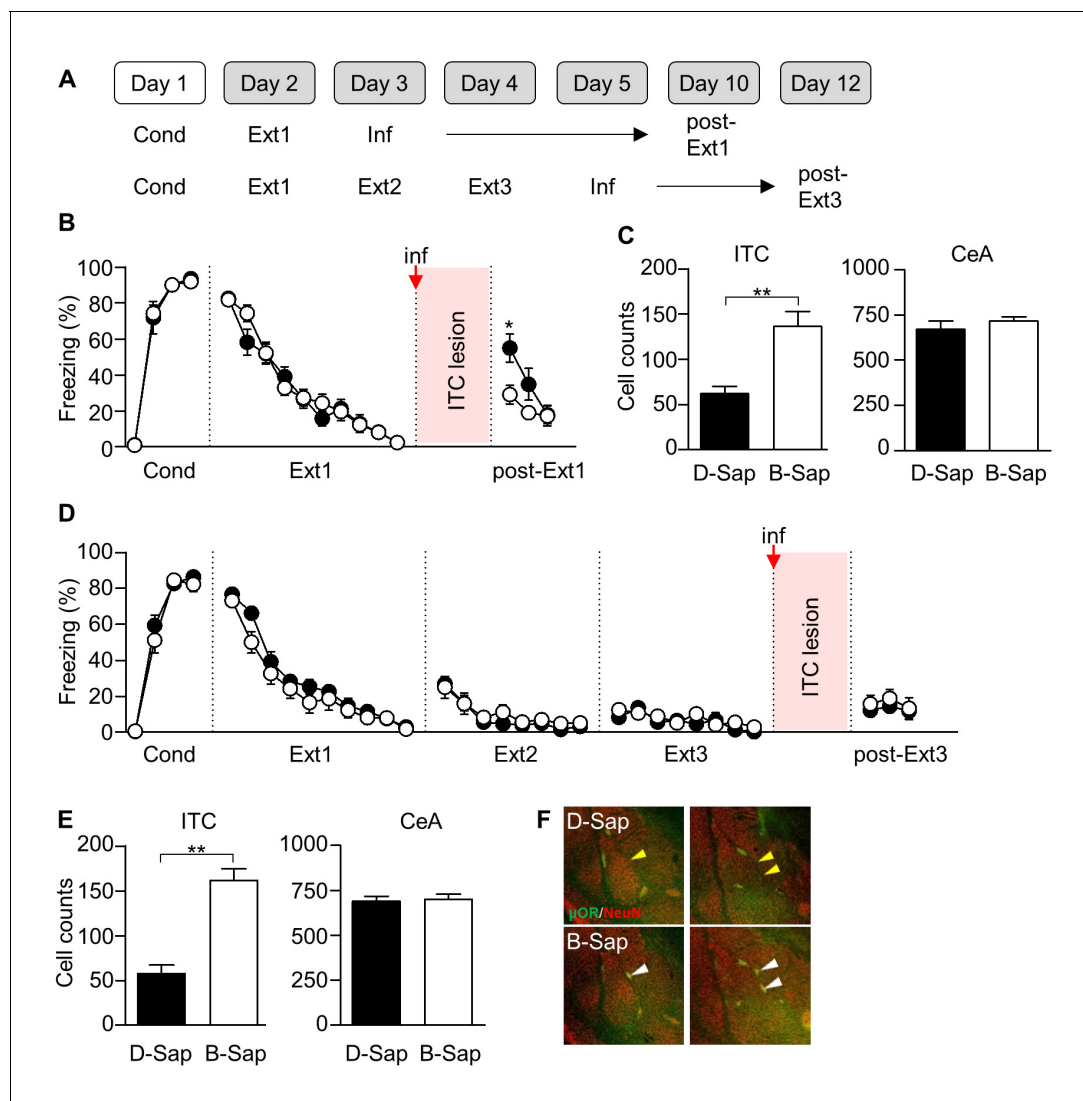 A
Day 1 Day 2 Day 3 Day 4 Day 5 Day 10 Day 12
Cond Ext1 Inf post-
Ext1
Cond Ext1 Ext2 Ext3 Inf post-
Ext3
B
100
80
60
40
20
0
Freezing (%)
inf
ITC lesion
*
Cond Ext1 post-Ext1
C
ITC
200
150
100
50
0
Cell counts
**
D-Sap B-Sap
CeA
1000
750
500
250
0
D-Sap B-Sap
D
100
80
60
40
20
0
Freezing (%)
inf
ITC lesion
Cond Ext1 Ext2 Ext3 post-Ext3
E
ITC
200
150
100
50
0
Cell counts
**
D-Sap B-Sap
CeA
1000
750
500
250
0
D-Sap B-Sap
F
D-Sap
µOR/NeuN
B-Sap